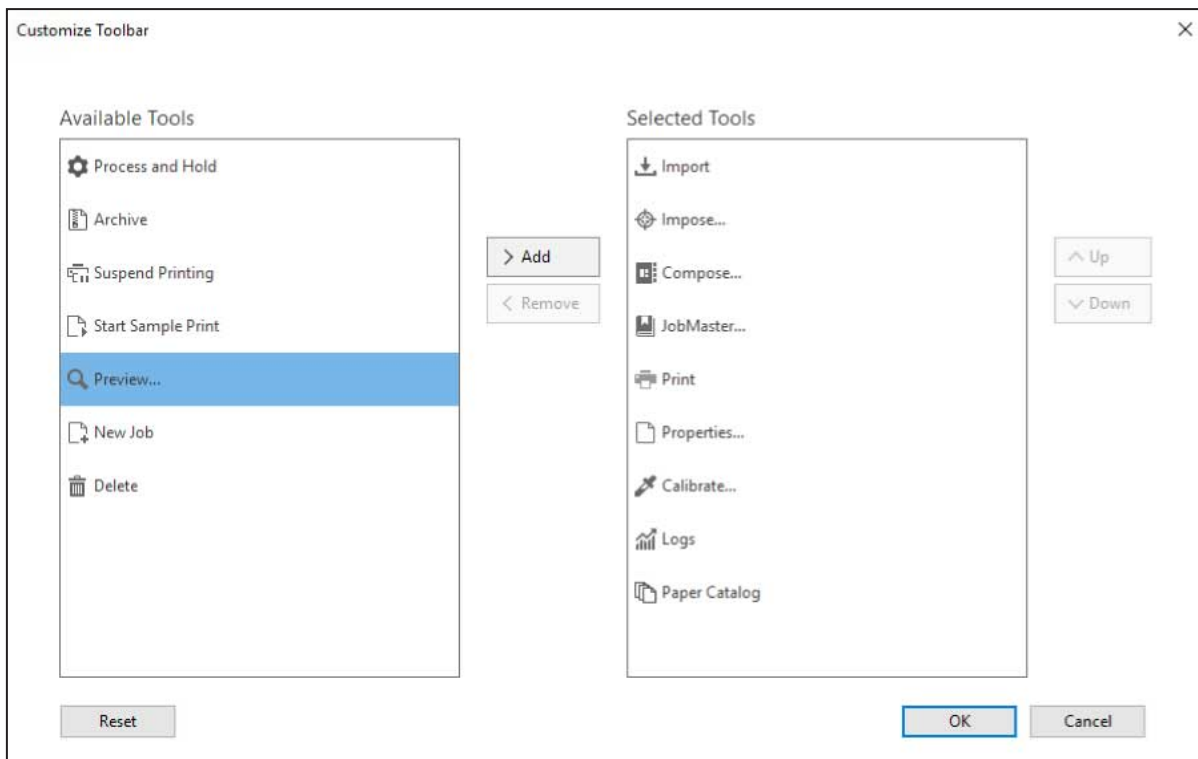 Customize Toolbar
Available Tools
Process and Hold
Archive
Suspend Printing
Start Sample Print
Preview...
New Job
Delete
Add
Remove
Selected Tools
Import
Impose...
Compose...
JobMaster...
Print
Properties...
Calibrate...
Logs
Paper Catalog
Up
Down
Reset
OK
Cancel